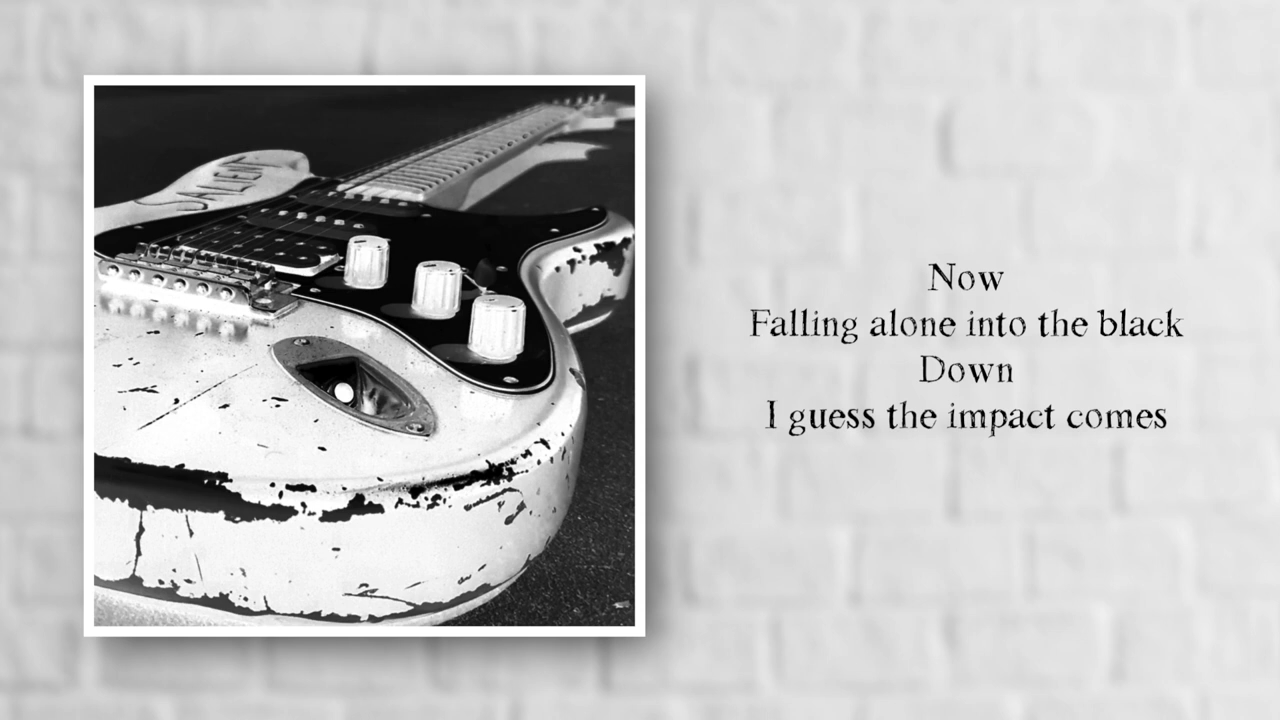 Now
Falling alone into the black
Down
I guess the impact comes